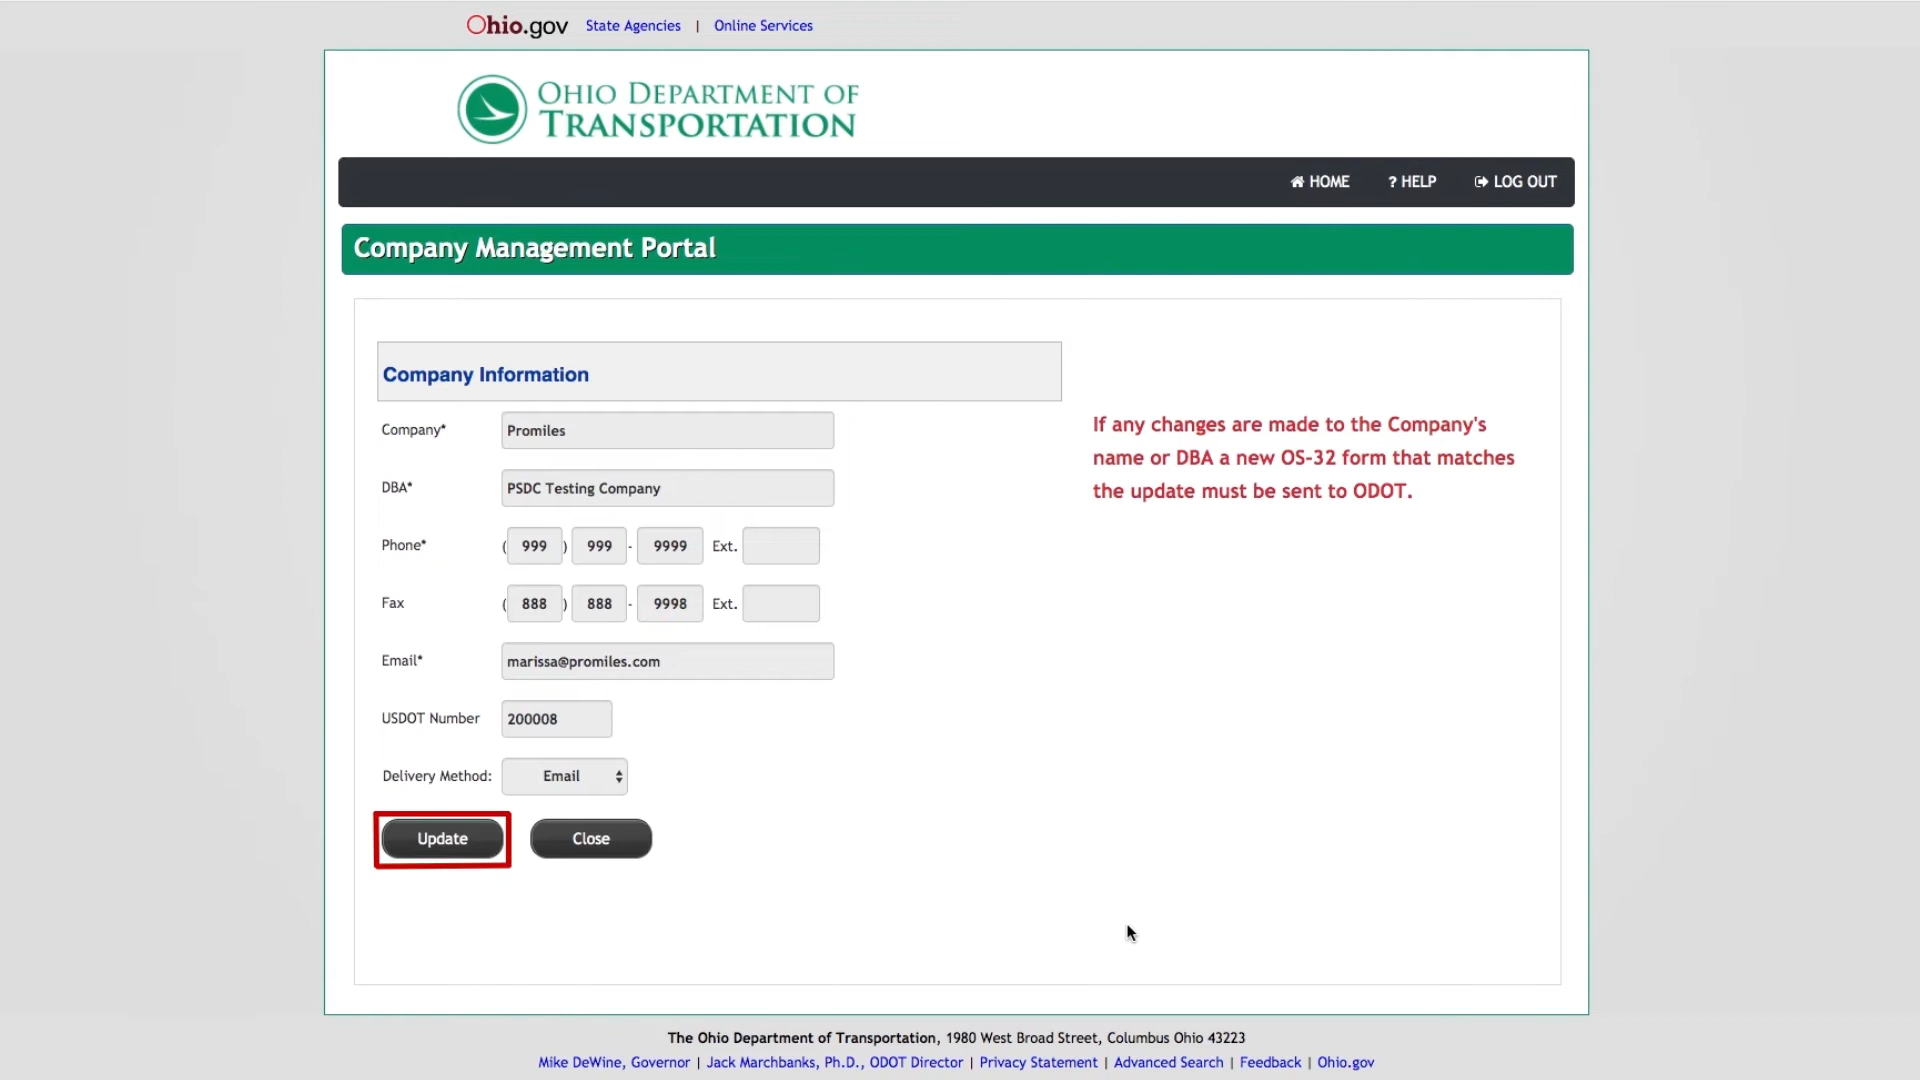 Ohio.gov State Agencies | Online Services
OHIO DEPARTMENT OF
TRANSPORTATION
HOME ? HELP LOG OUT
Company Management Portal
Company Information
Company* Promiles
If any changes are made to the Company's
name or DBA a new OS-32 form that matches
the update must be sent to ODOT.
DBA* PSDC Testing Company
Phone* ( 999 ) 999 - 9999 Ext.
Fax ( 888 ) 888 - 9998 Ext.
Email* marissa@promiles.com
USDOT Number 200008
Delivery Method: Email
Update Close
The Ohio Department of Transportation, 1980 West Broad Street, Columbus Ohio 43223
Mike DeWine, Governor | Jack Marchbanks, Ph.D., ODOT Director | Privacy Statement | Advanced Search | Feedback | Ohio.gov